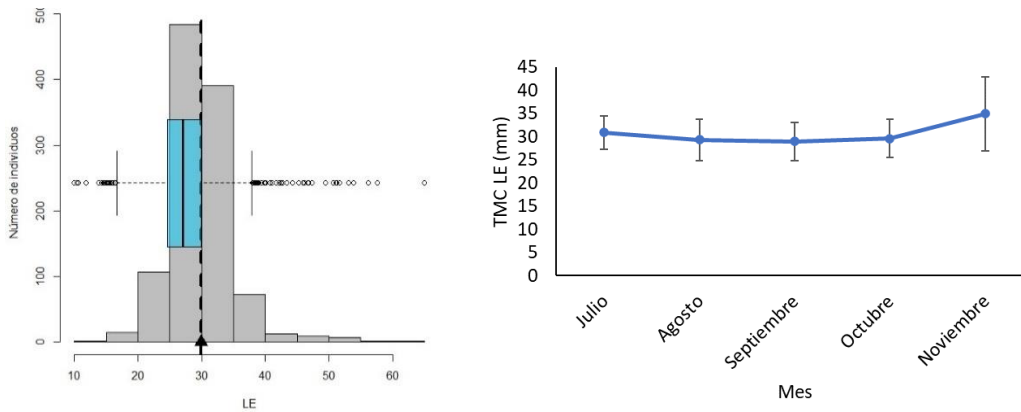 Número de individuos
500
400
300
200
100
0
10 20 30 40 50 60
LE
TMC LE (mm)
45
40
35
30
25
20
15
10
5
0
Julio Agosto Septiembre Octubre Noviembre
Mes